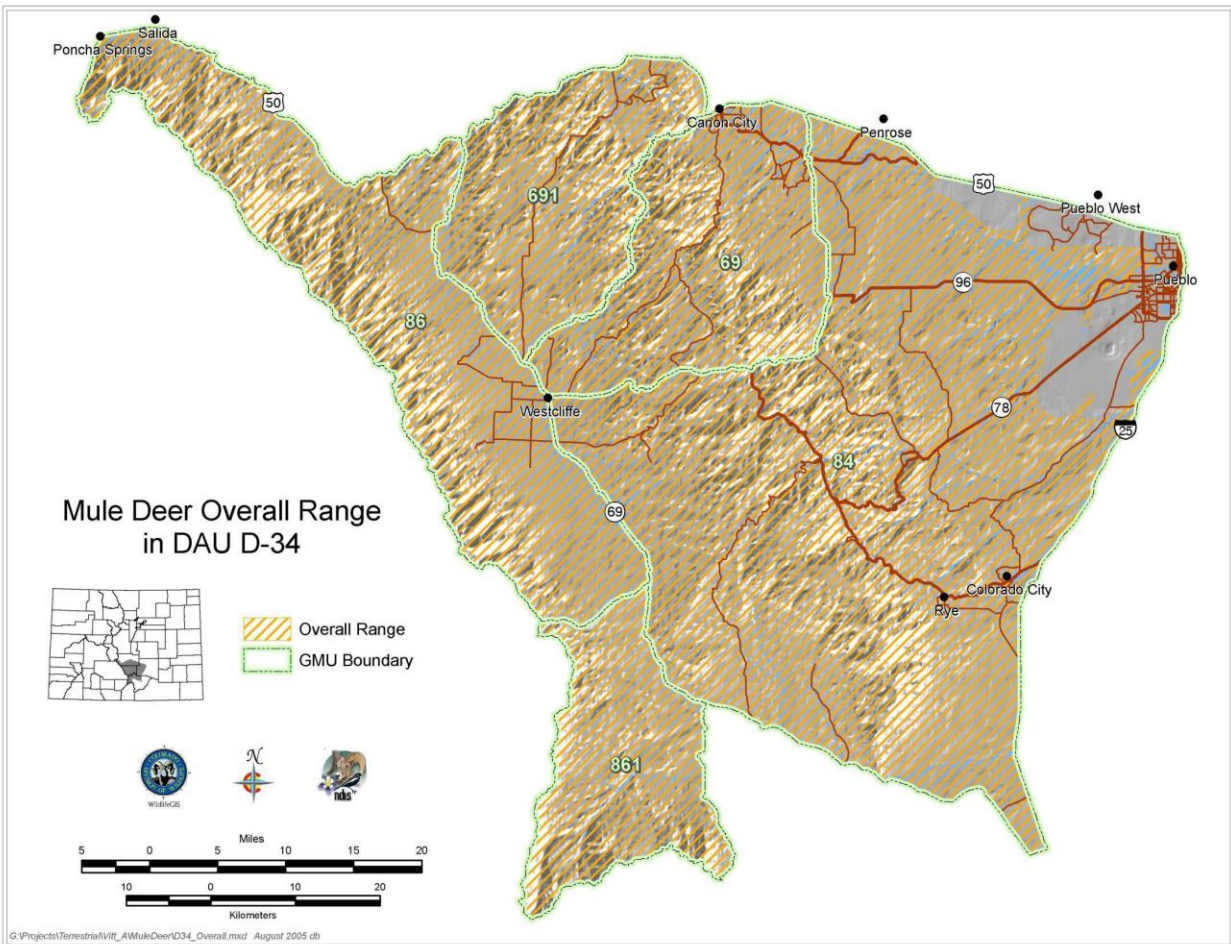 Salida
Poncha Springs
50
Canon City
Penrose
691
50
Pueblo West
69
96
Pueblo
86
Westcliffe
78
25
84
Mule Deer Overall Range
in DAU D-34
69
Colorado City
Rye
Overall Range
GMU Boundary
861
N
WildlifeGIS
ndis
Miles
5 0 5 10 15 20
10 0 10 20
Kilometers
G:\Projects\Terrestrial\Vitt_A\MuleDeer\D34_Overall.mxd August 2005 db